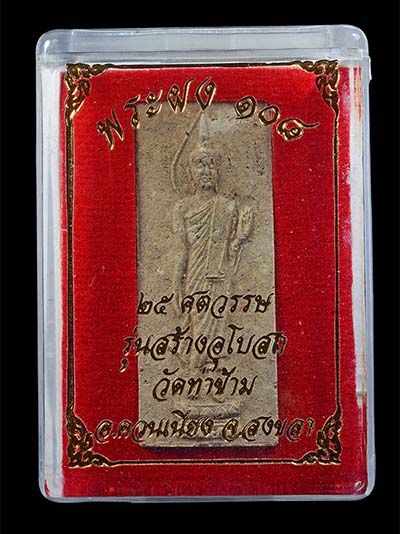 พระผง ๑๐๘
๒๕ ศตวรรษ
รุ่นสร้างอุโบสถ
วัดท่าข้าม
อ.ควนเนียง จ.สงขลา